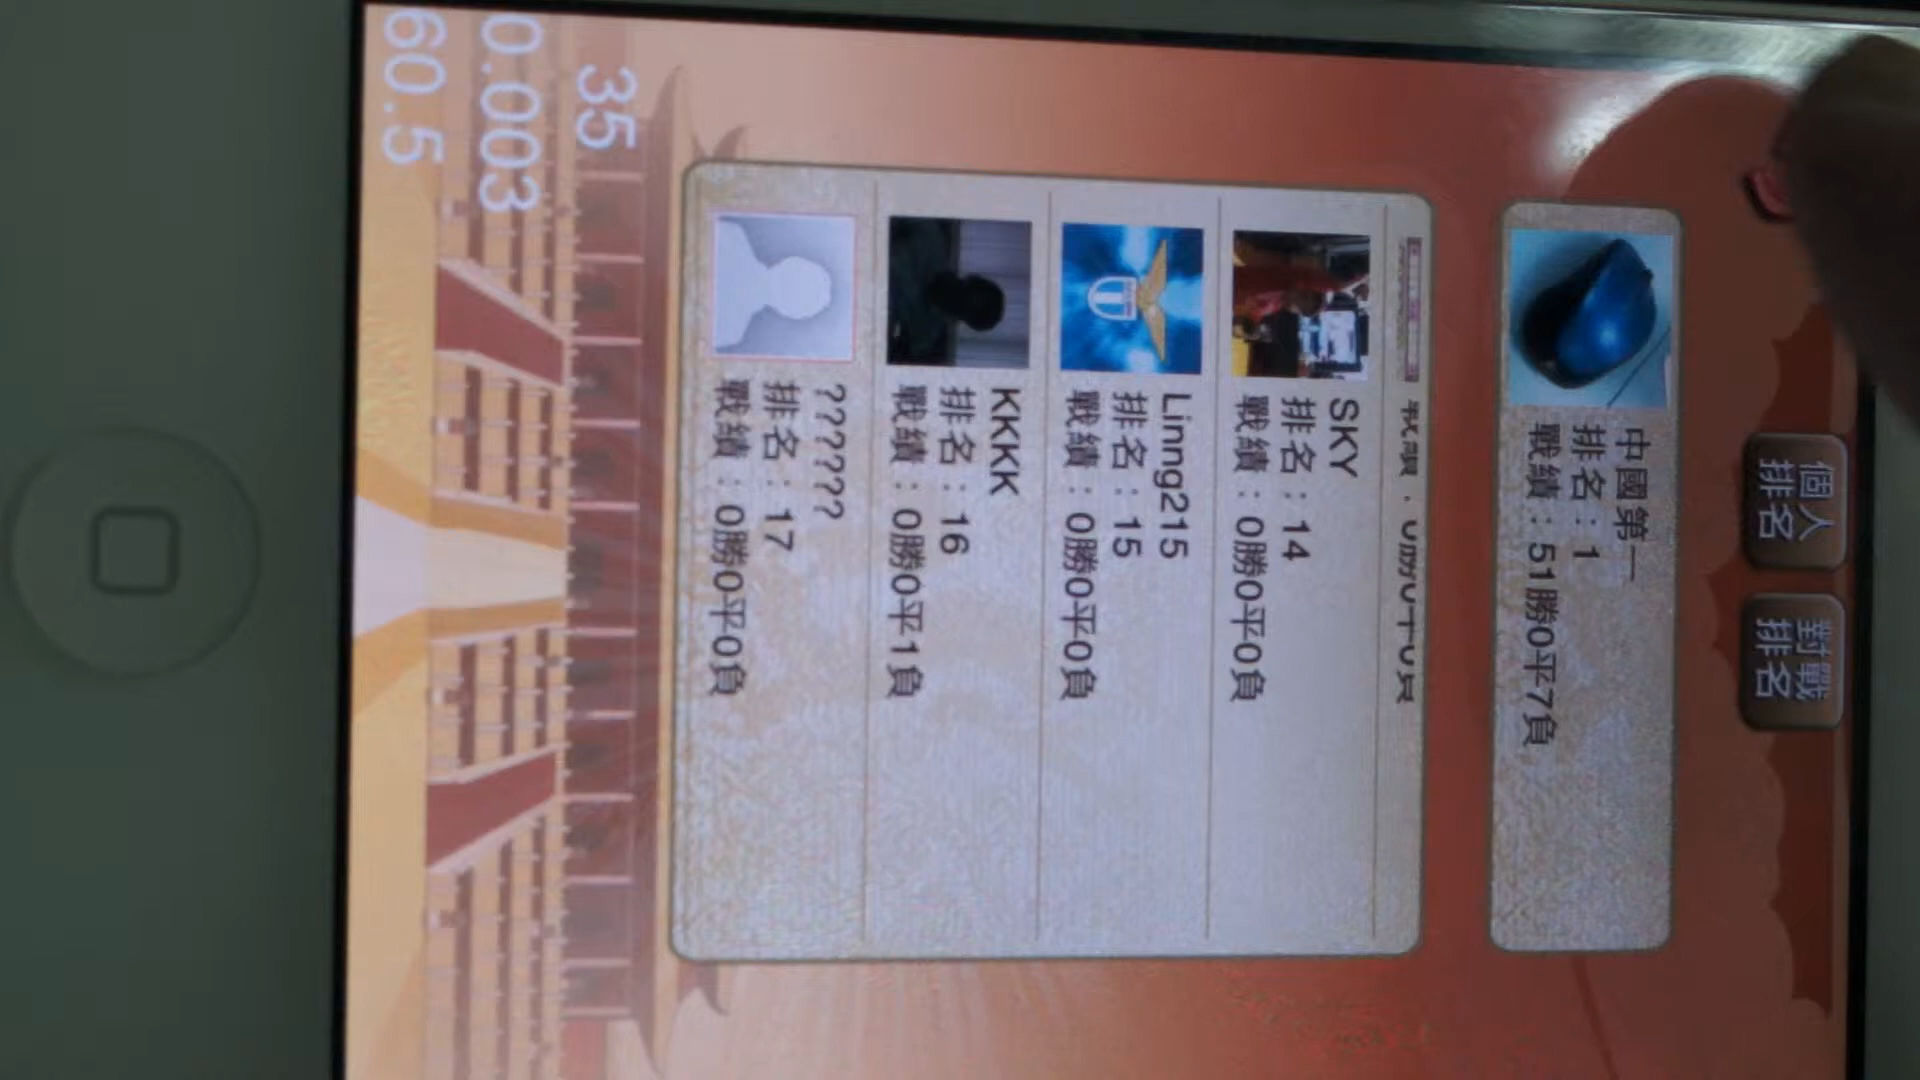 個人
排名
對戰
排名
中國第一
排名：1
戰績：51勝0平7負
SKY
排名：14
戰績：0勝0平0負
Linng215
排名：15
戰績：0勝0平0負
KKKK
排名：16
戰績：0勝0平1負
??????
排名：17
戰績：0勝0平0負
35
0.003
60.5